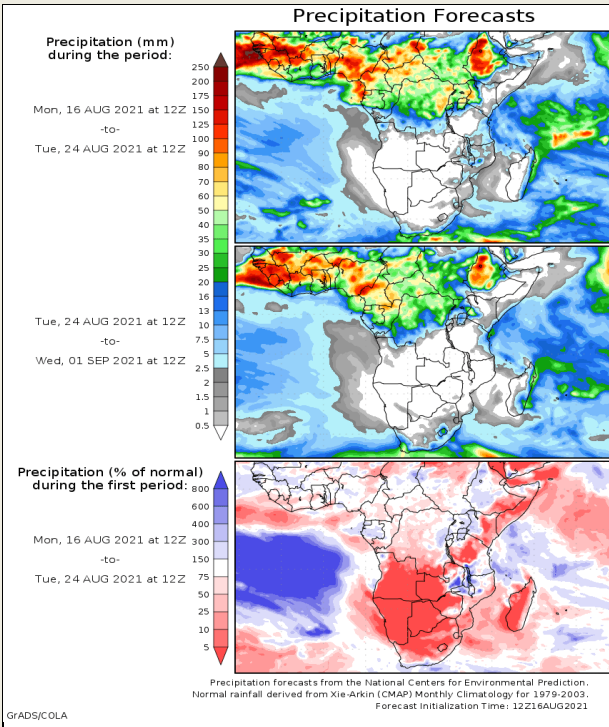 Precipitation Forecasts
Precipitation (mm)
during the period:
Mon, 16 AUG 2021 at 12Z
-to-
Tue, 24 AUG 2021 at 12Z
250
200
175
150
125
100
90
80
70
60
50
40
35
30
25
20
16
13
10
7.5
5
2.5
2
1.5
1
0.5
Tue, 24 AUG 2021 at 12Z
-to-
Wed, 01 SEP 2021 at 12Z
Precipitation (% of normal)
during the first period:
Mon, 16 AUG 2021 at 12Z
-to-
Tue, 24 AUG 2021 at 12Z
800
600
400
300
150
75
50
25
10
5
Precipitation forecasts from the National Centers for Environmental Prediction.
Normal rainfall derived from Xie-Arkin (CMAP) Monthly Climatology for 1979-2003.
Forecast Initialization Time: 12Z16AUG2021
GrADS/COLA